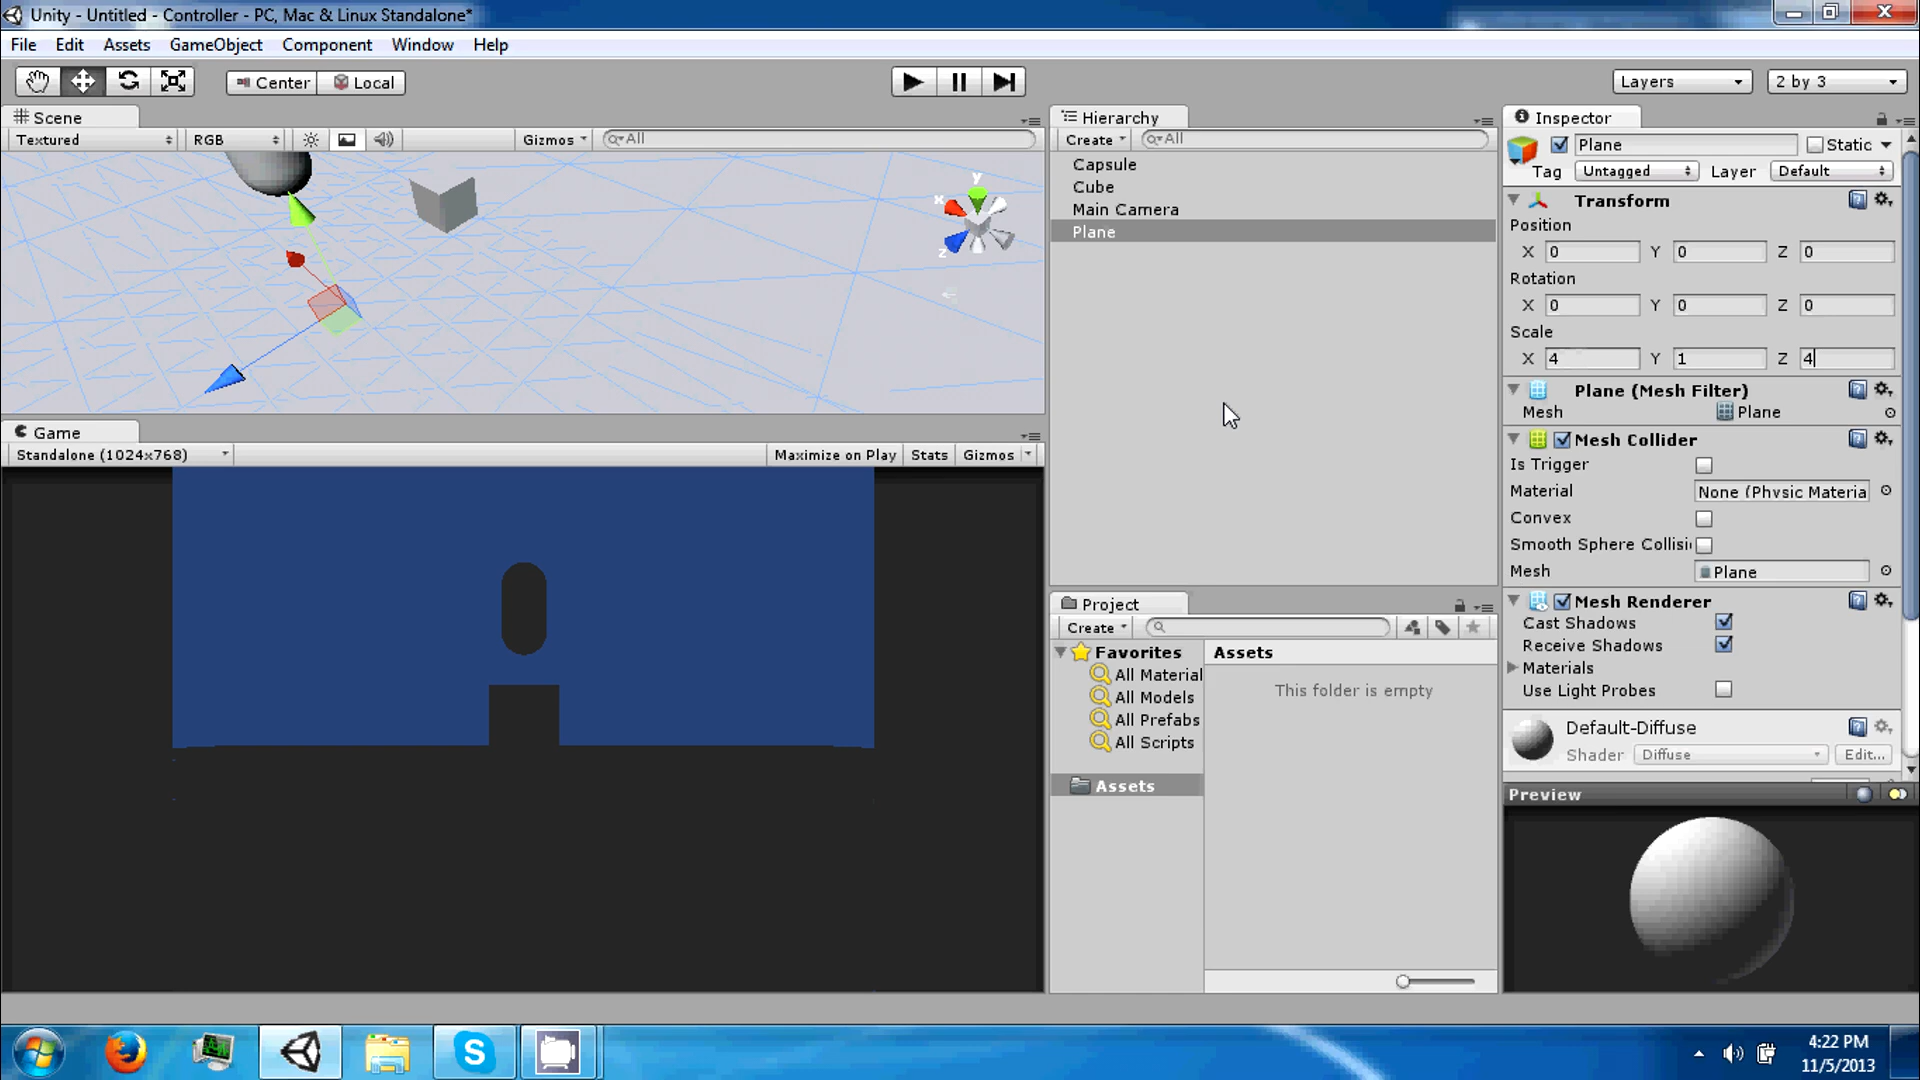 Unity - Untitled - Controller - PC, Mac & Linux Standalone*
File Edit Assets GameObject Component Window Help
Center Local Layers 2 by 3
Scene
Textured RGB Gizmos All
y
x
z
Game
Standalone (1024x768) Maximize on Play Stats Gizmos
Hierarchy
Create All
Capsule
Cube
Main Camera
Plane
Project
Create
Favorites
All Material
All Models
All Prefabs
All Scripts
Assets
Assets
This folder is empty
Inspector
Plane Static
Tag Untagged Layer Default
Transform
Position
X 0 Y 0 Z 0
Rotation
X 0 Y 0 Z 0
Scale
X 4 Y 1 Z 4
Plane (Mesh Filter)
Mesh Plane
Mesh Collider
Is Trigger
Material None (Physic Materia
Convex
Smooth Sphere Collisi
Mesh Plane
Mesh Renderer
Cast Shadows
Receive Shadows
Materials
Use Light Probes
Default-Diffuse
Shader Diffuse Edit...
Preview
4:22 PM
11/5/2013